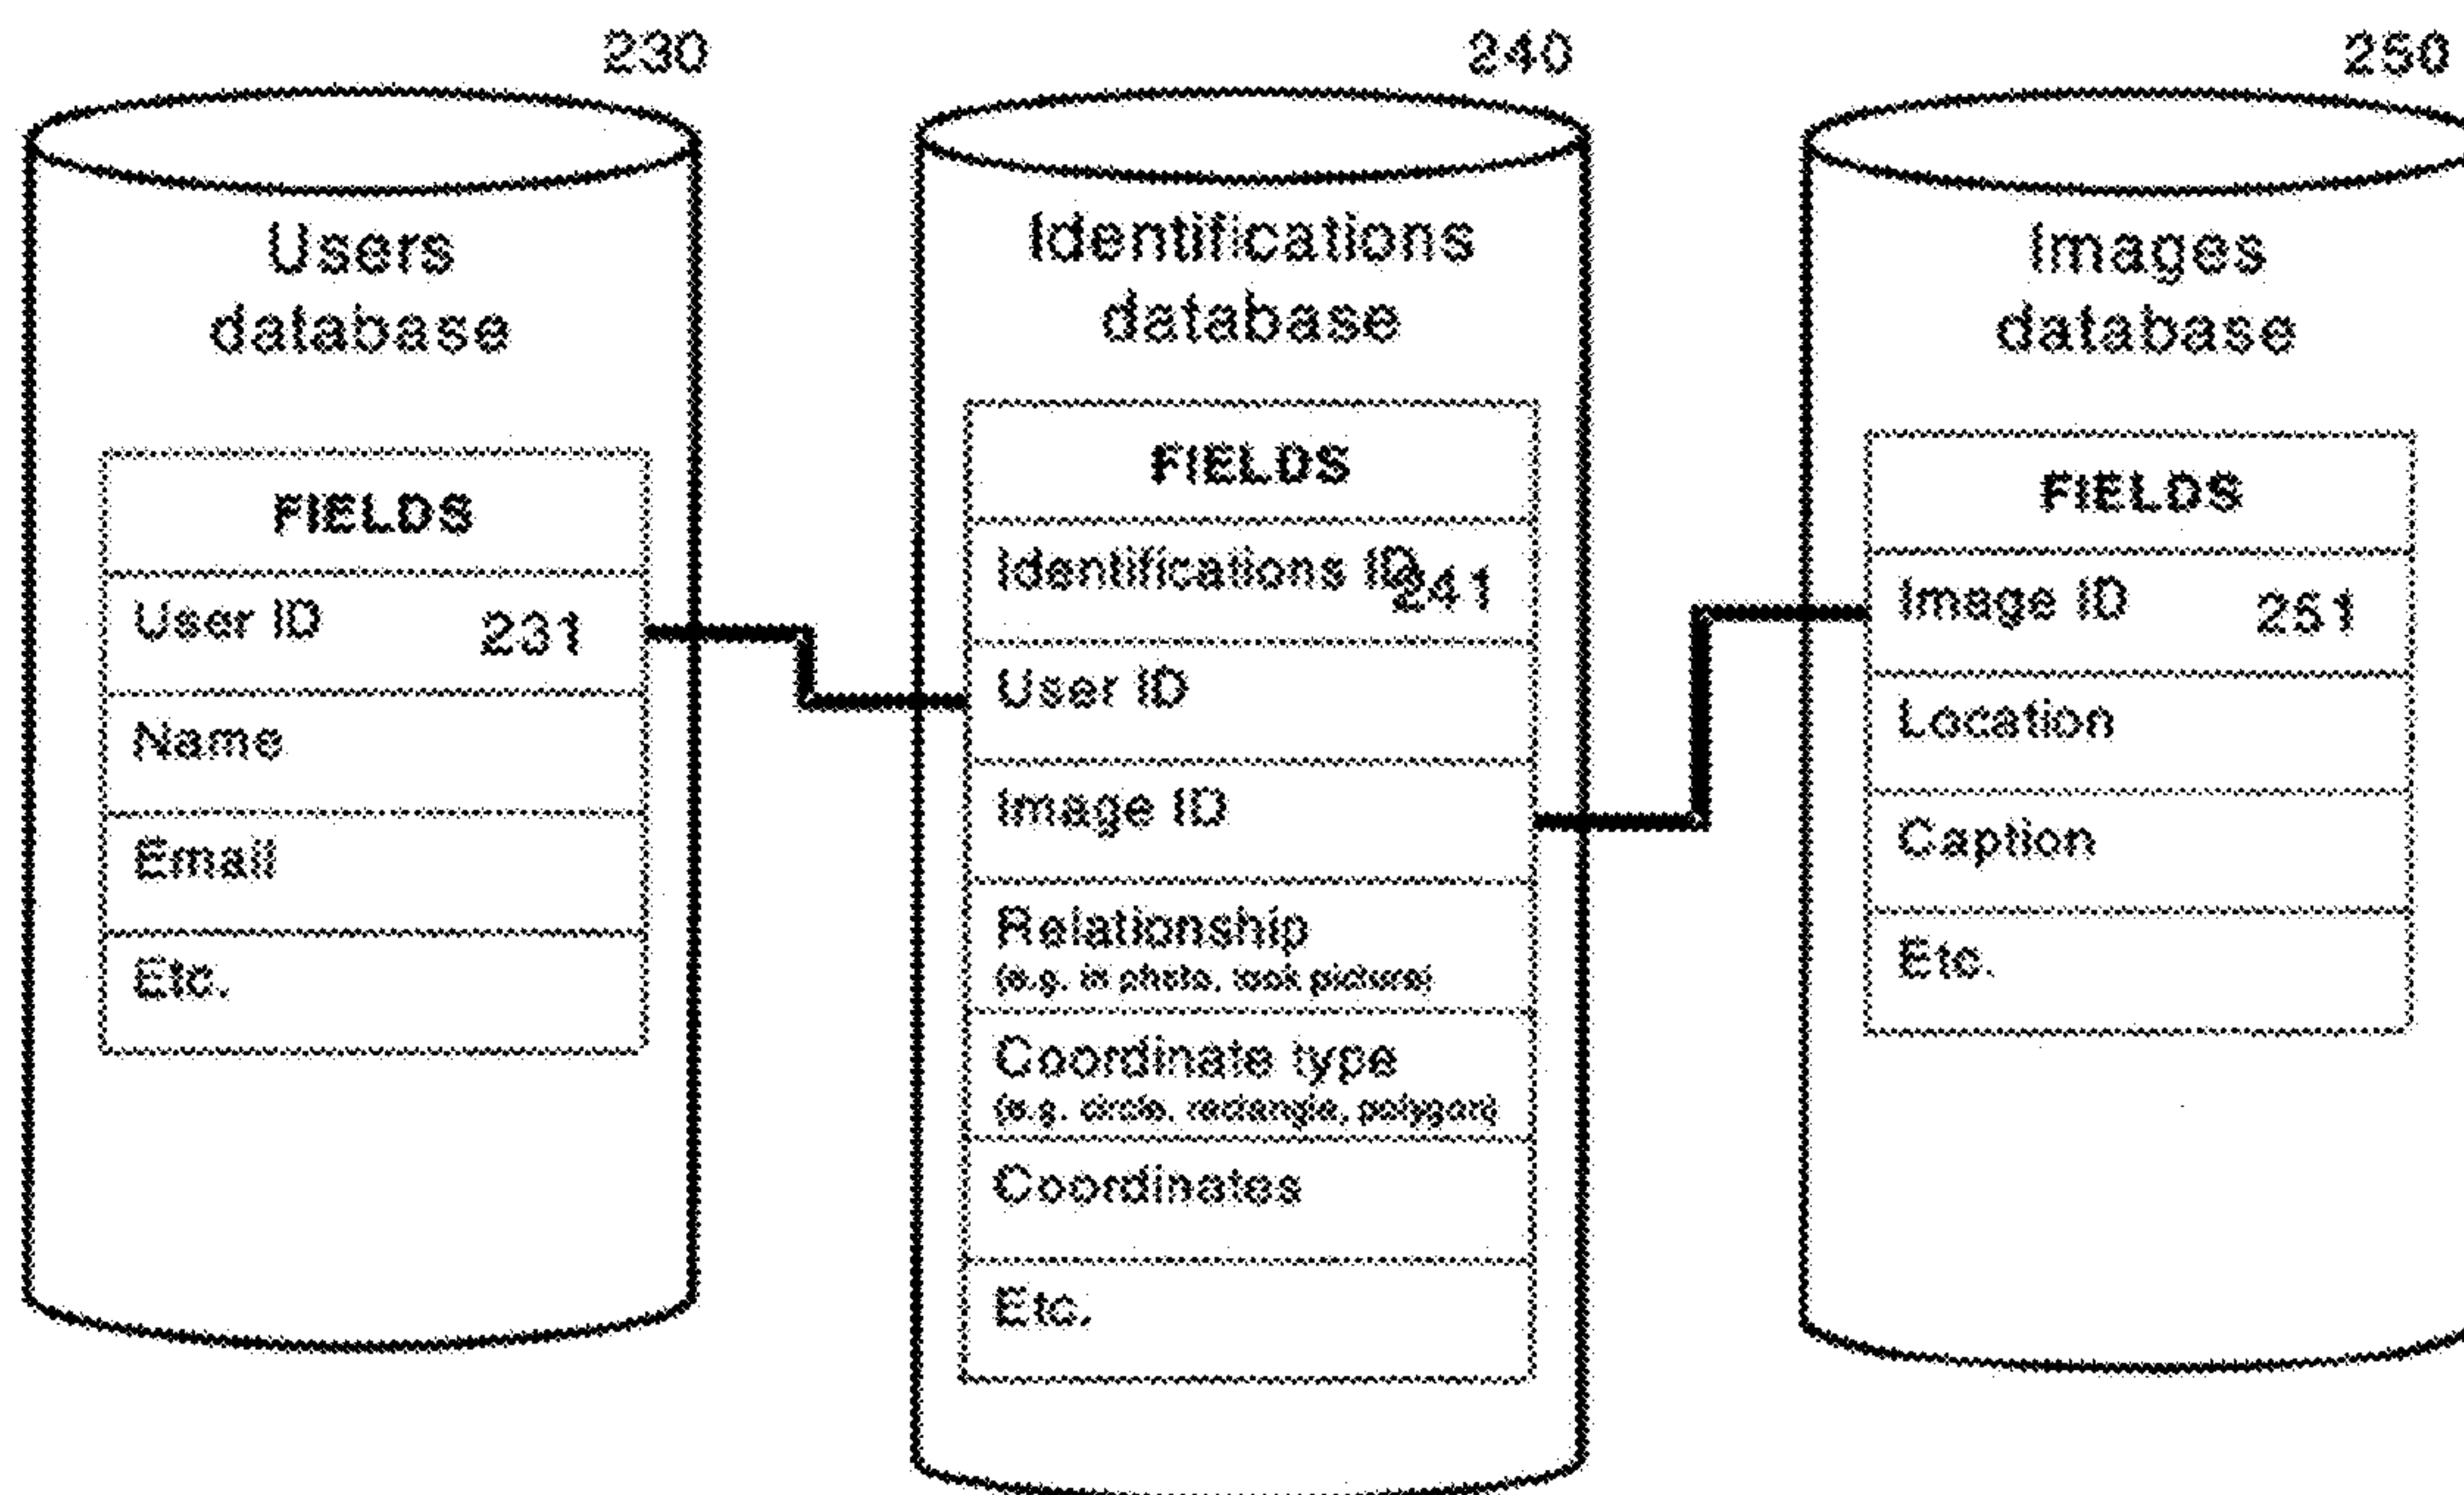 230
Users
database
FIELDS
User ID 231
Name
Email
Etc.
240
Identifications
database
FIELDS
Identifications ID 241
User ID
Image ID
Relationship
(e.g. in photo, took picture)
Coordinate type
(e.g. circle, rectangle, polygon)
Coordinates
Etc.
250
Images
database
FIELDS
Image ID 251
Location
Caption
Etc.